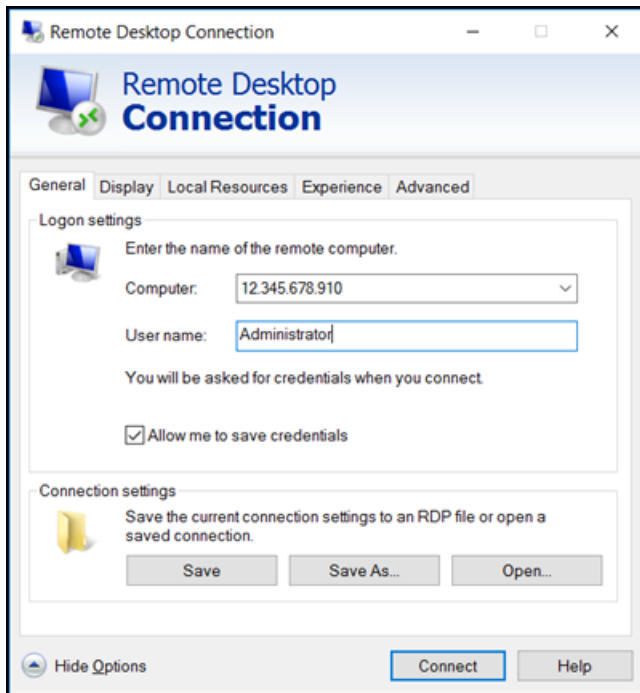 Remote Desktop Connection
Remote Desktop
Connection
General Display Local Resources Experience Advanced
Logon settings
Enter the name of the remote computer.
Computer: 12.345.678.910
User name: Administrator
You will be asked for credentials when you connect.
Allow me to save credentials
Connection settings
Save the current connection settings to an RDP file or open a
saved connection.
Save Save As... Open...
Hide Options Connect Help